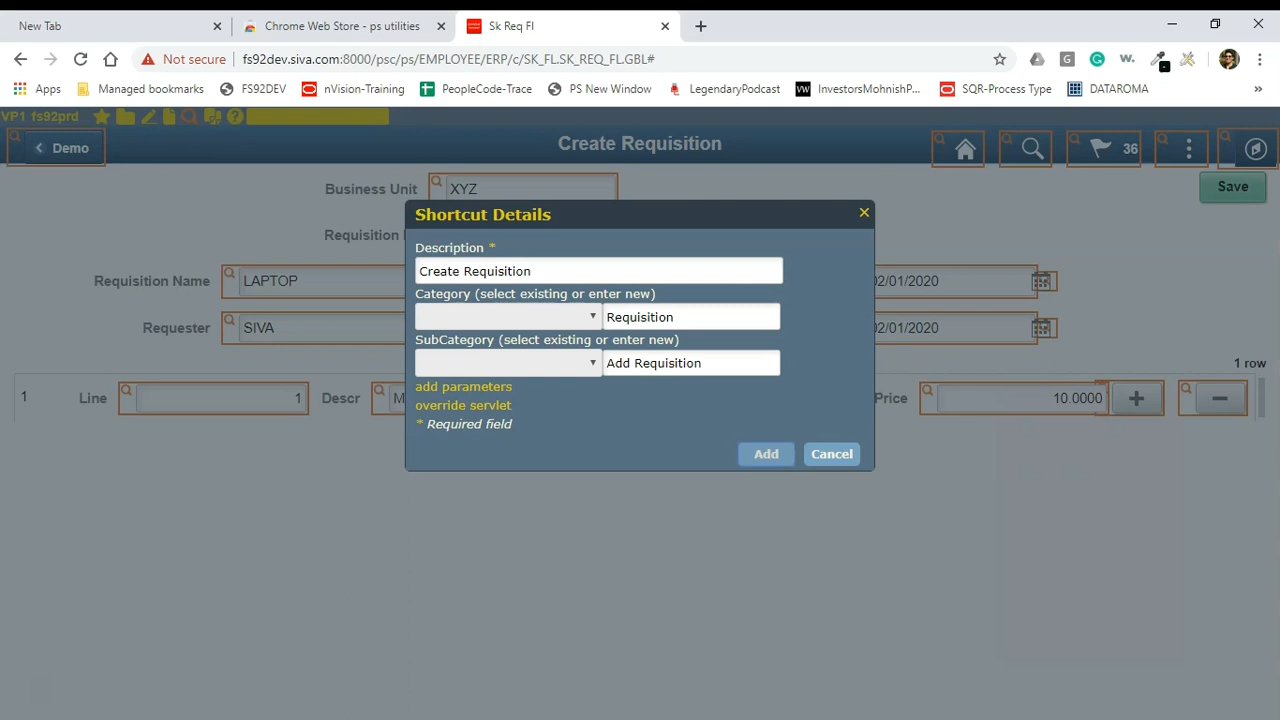 New Tab
Chrome Web Store - ps utilities
Sk Req Fl
Not secure
fs92dev.siva.com:8000/psc/ps/EMPLOYEE/ERP/c/SK_FL.SK_REQ_FL.GBL#
Apps
Managed bookmarks
FS92DEV
nVision-Training
PeopleCode-Trace
PS New Window
LegendaryPodcast
InvestorsMohnishP...
SQR-Process Type
DATAROMA
VP1 fs92prd
Demo
Create Requisition
36
Business Unit
XYZ
Save
Shortcut Details
Description *
Create Requisition
Category (select existing or enter new)
Requisition
SubCategory (select existing or enter new)
Add Requisition
add parameters
override servlet
* Required field
Add
Cancel
Requisition
Requisition Name
LAPTOP
02/01/2020
Requester
SIVA
02/01/2020
1 row
1
Line
1
Descr
M
Price
10.0000